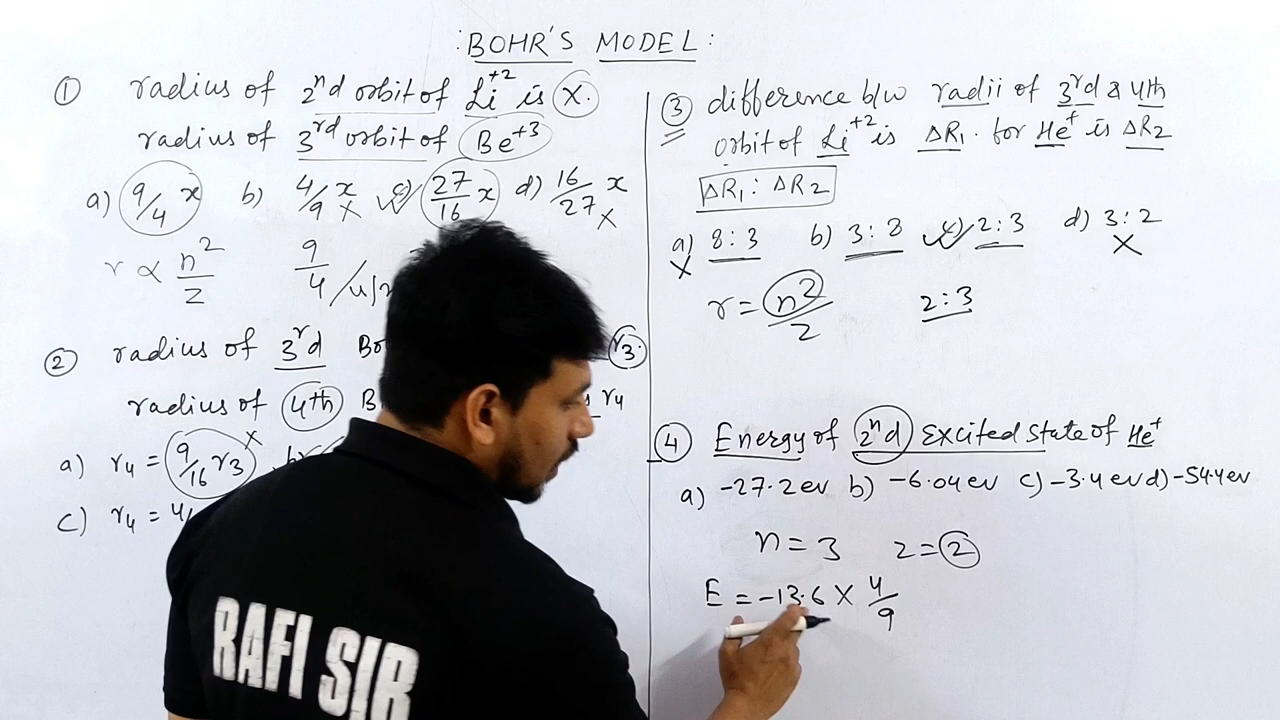 BOHR'S MODEL:
① radius of 2nd orbit of Li+2 is x.
radius of 3rd orbit of Be+3
a) 9/4 x b) 4/9 x c) 27/16 x d) 16/27 x
r ∝ n²/Z 9/4
② radius of 3rd r3.
radius of 4th r4
a) r4 = 9/16 r3
c) r4 =
③ difference b/w radii of 3rd & 4th
orbit of Li+2 is ΔR1. for He+ is ΔR2
ΔR1 : ΔR2
a) 8:3 b) 3:8 c) 2:3 d) 3:2
r = n²/Z 2:3
④ Energy of 2nd excited state of He+
a) -27.2ev b) -6.04ev c) -3.4ev d) -54.4ev
n = 3 z = 2
E = -13.6 × 4/9
RAFI SIR